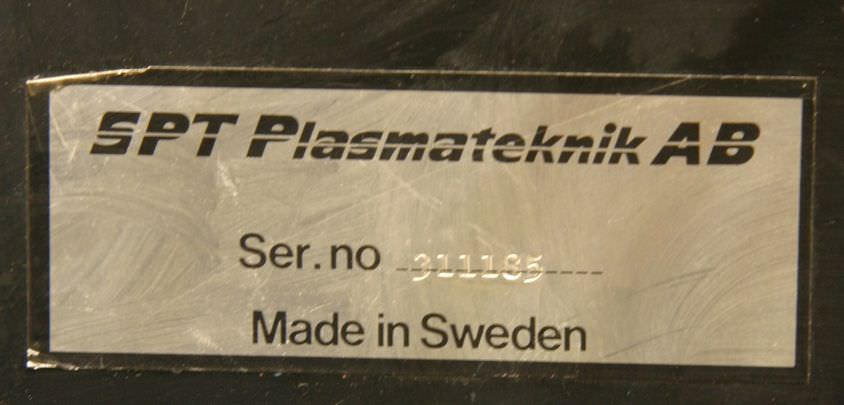 SPT Plasmateknik AB
Ser.no 311185
Made in Sweden